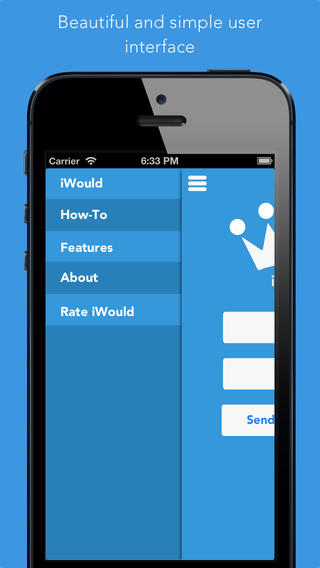 Beautiful and simple user
interface
Carrier 6:33 PM
iWould
How-To
Features
About
Rate iWould
i
Send